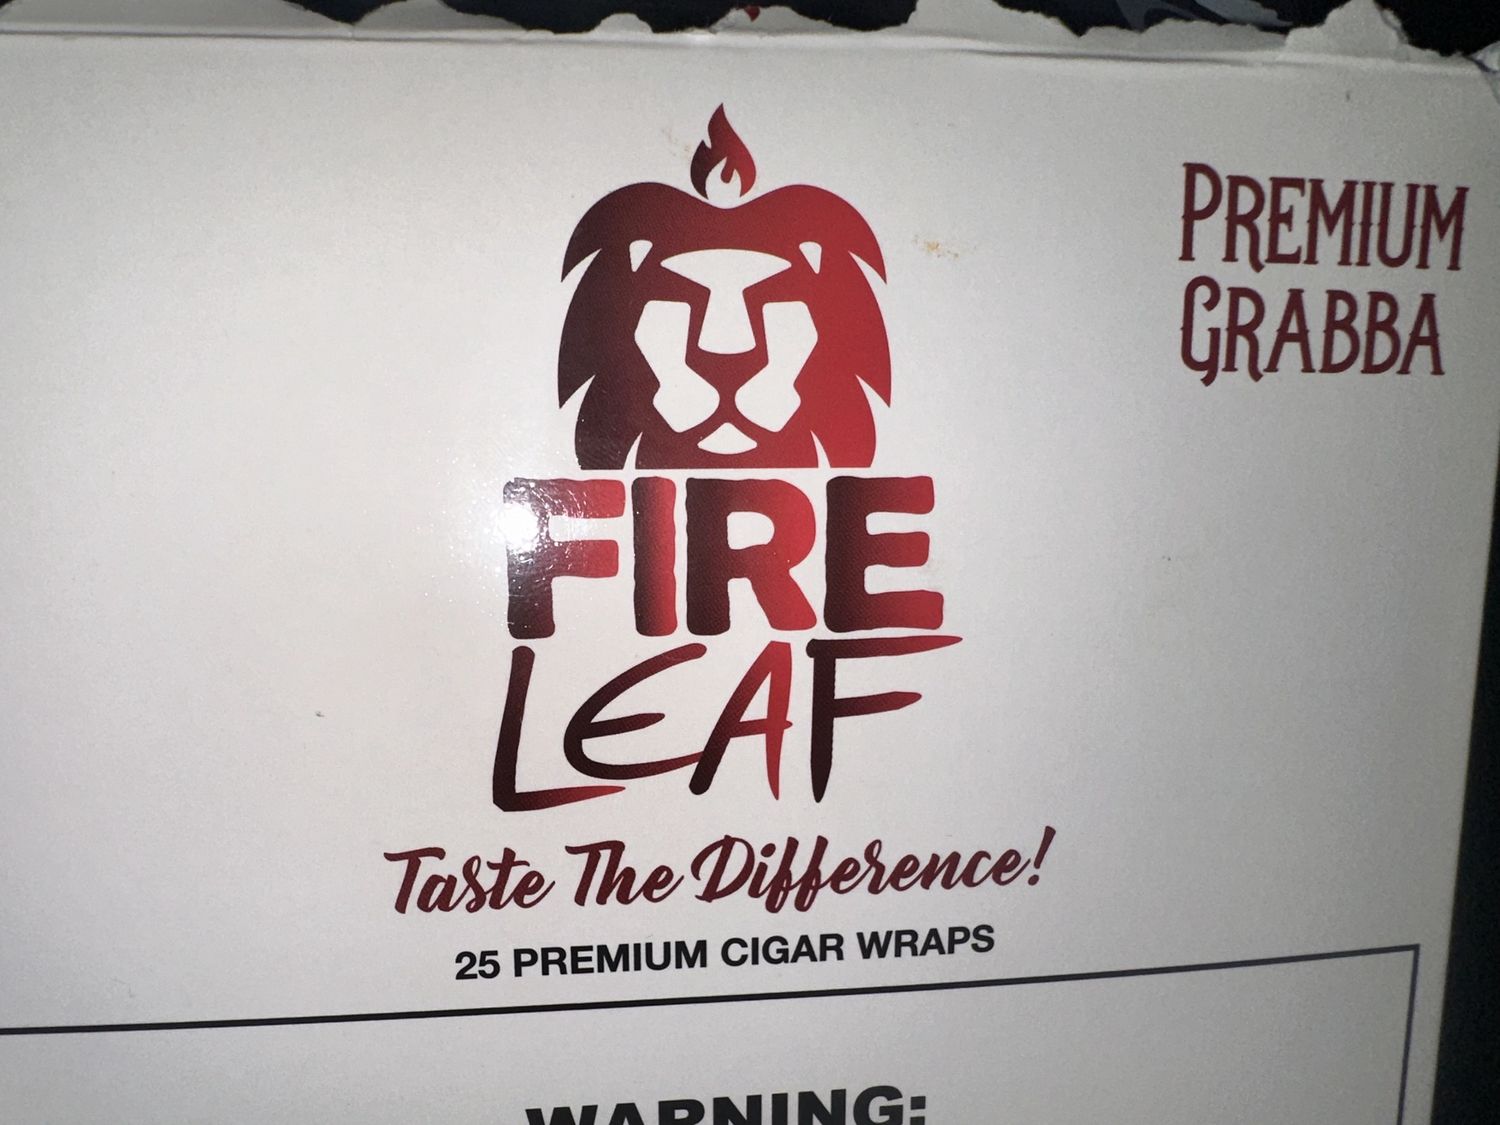 PREMIUM
GRABBA
FIRE
LEAF
Taste The Difference!
25 PREMIUM CIGAR WRAPS
WARNING: